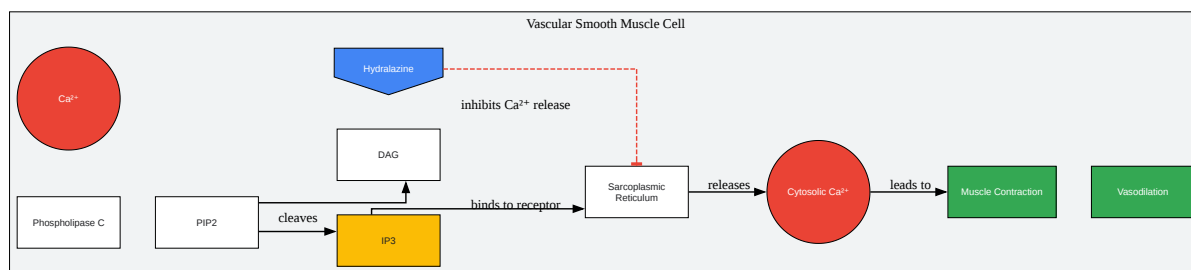 Vascular Smooth Muscle Cell
Ca²⁺
Hydralazine
inhibits Ca²⁺ release
DAG
Phospholipase C
PIP2
cleaves
IP3
binds to receptor
Sarcoplasmic
Reticulum
releases
Cytosolic Ca²⁺
leads to
Muscle Contraction
Vasodilation